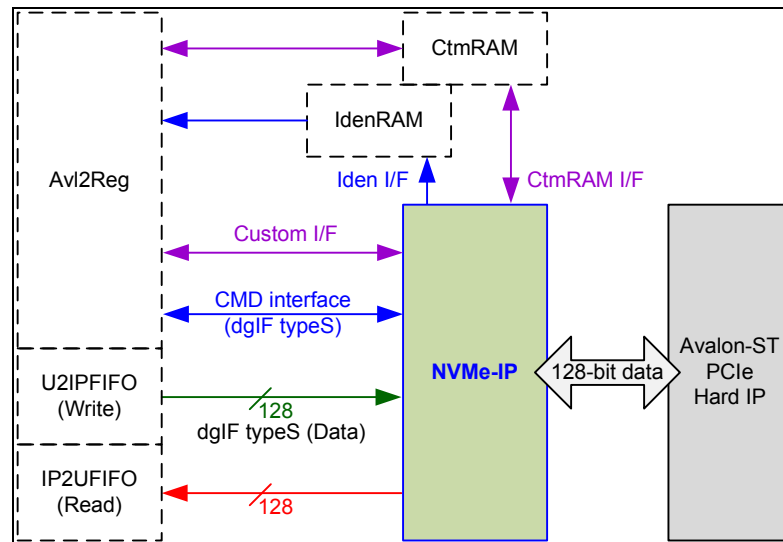 CtmRAM
IdenRAM
Avl2Reg
Iden I/F
CtmRAM I/F
Custom I/F
CMD interface
(dgIF typeS)
U2IPFIFO
(Write)
128
dgIF typeS (Data)
NVMe-IP
128-bit data
Avalon-ST
PCIe
Hard IP
IP2UFIFO
(Read)
128